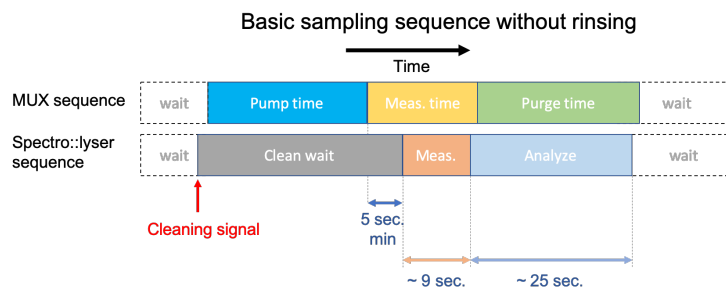 Basic sampling sequence without rinsing
Time
MUX sequence
wait
Pump time
Meas. time
Purge time
wait
Spectro::lyser
sequence
wait
Clean wait
Meas.
Analyze
wait
Cleaning signal
5 sec.
min
~ 9 sec.
~ 25 sec.